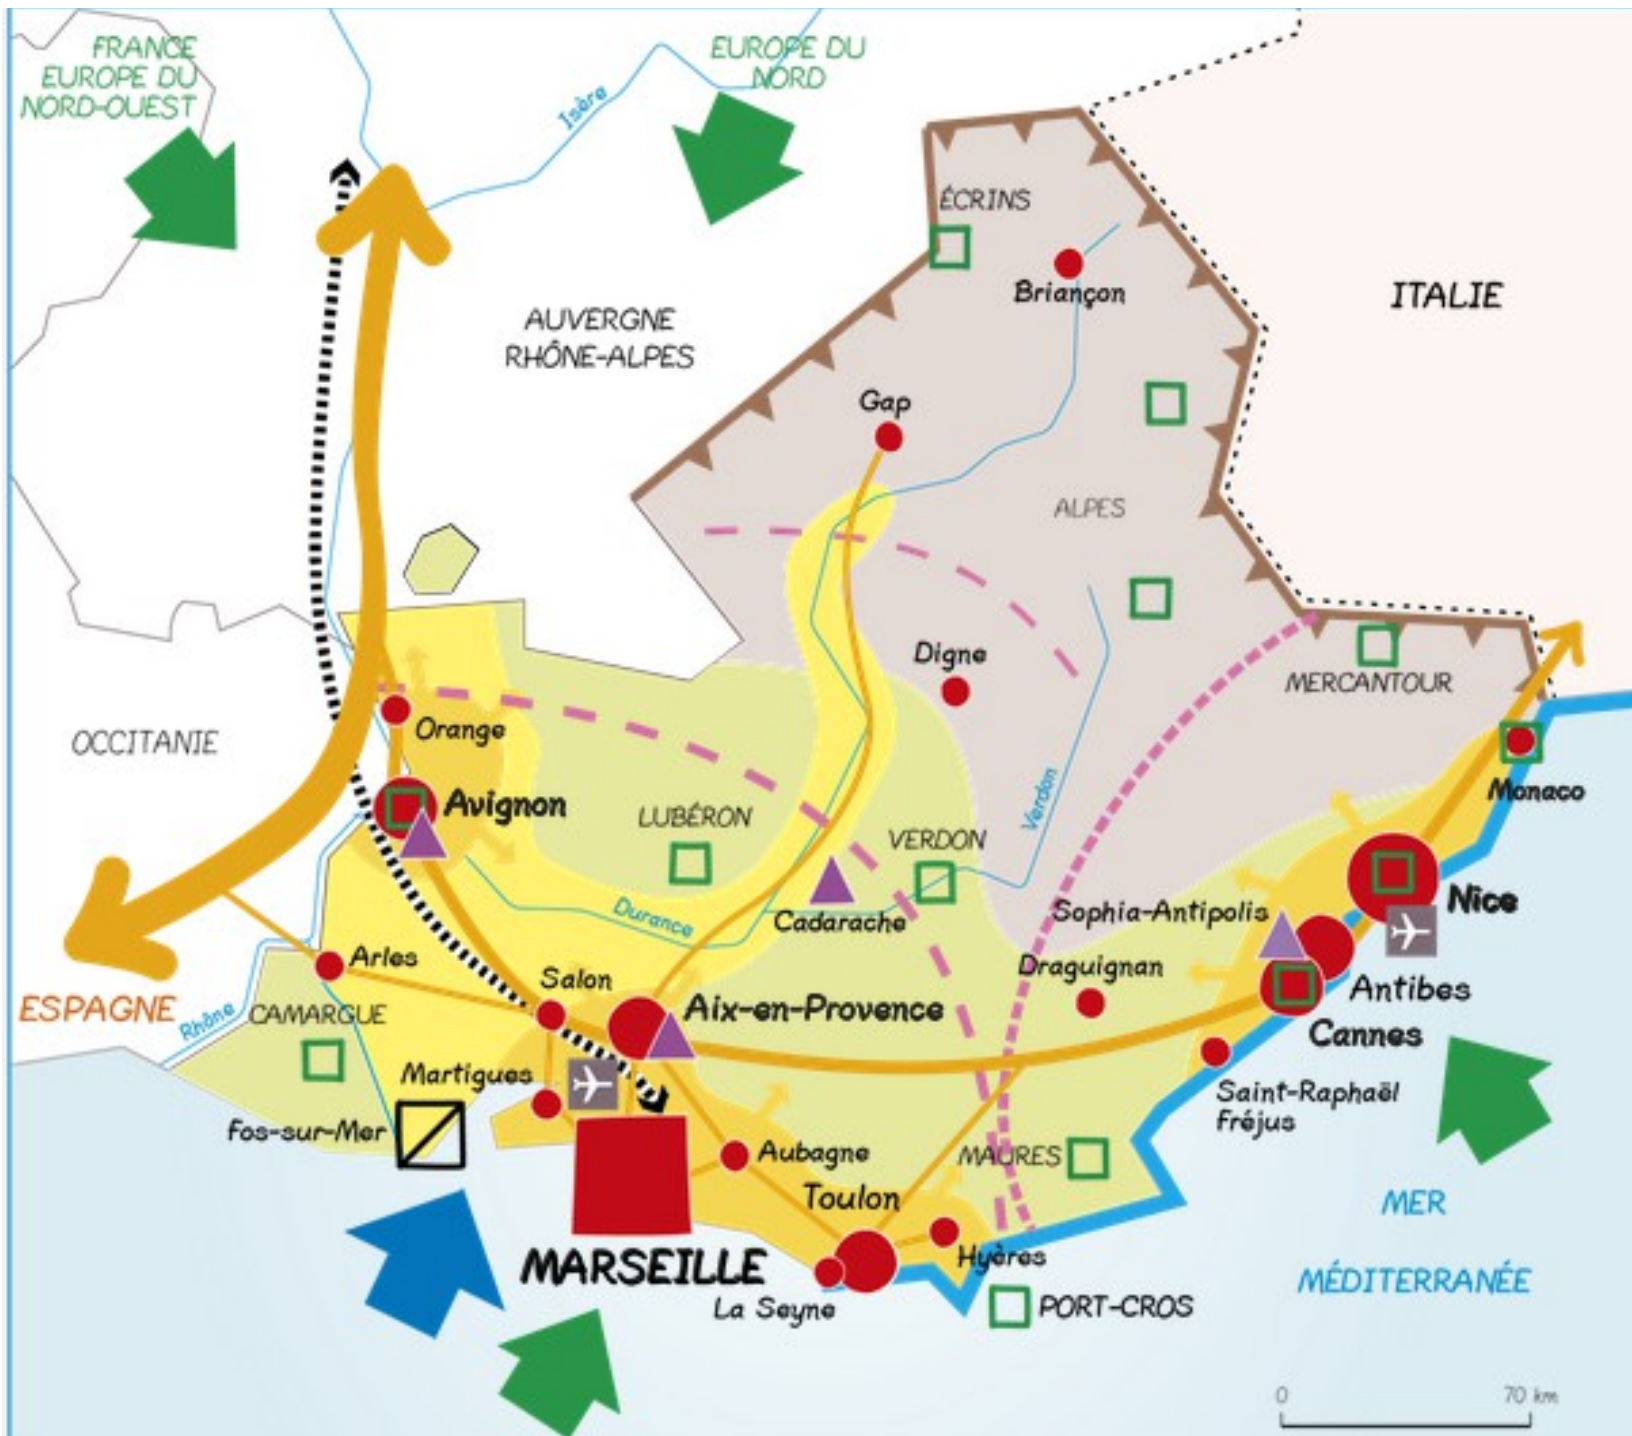 FRANCE
EUROPE DU
NORD-OUEST
EUROPE DU
NORD
Isère
ÉCRINS
Briançon
ITALIE
AUVERGNE
RHÔNE-ALPES
Gap
ALPES
Digne
MERCANTOUR
OCCITANIE
Orange
Monaco
Avignon
LUBÉRON
VERDON
Verdon
Nice
Durance
Cadarache
Sophia-Antipolis
Arles
Salon
Draguignan
Antibes
ESPAGNE
Rhône
CAMARGUE
Aix-en-Provence
Cannes
Martigues
Saint-Raphaël
Fréjus
Fos-sur-Mer
Aubagne
MAURES
Toulon
MER
MÉDITERRANÉE
MARSEILLE
Hyères
La Seyne
PORT-CROS
0 70 km